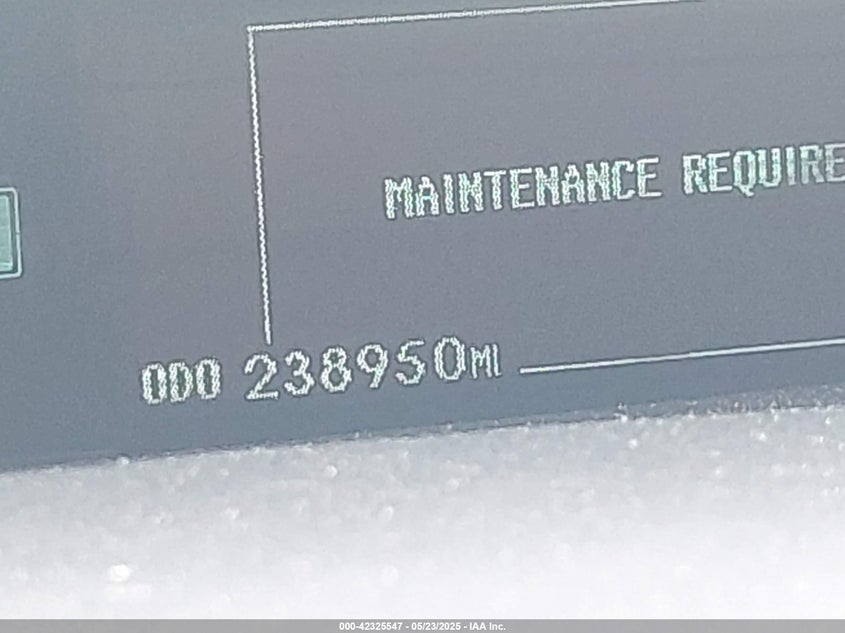 MAINTENANCE REQUIRE
ODO 238950MI
000-42325547 - 05/23/2025 - IAA Inc.